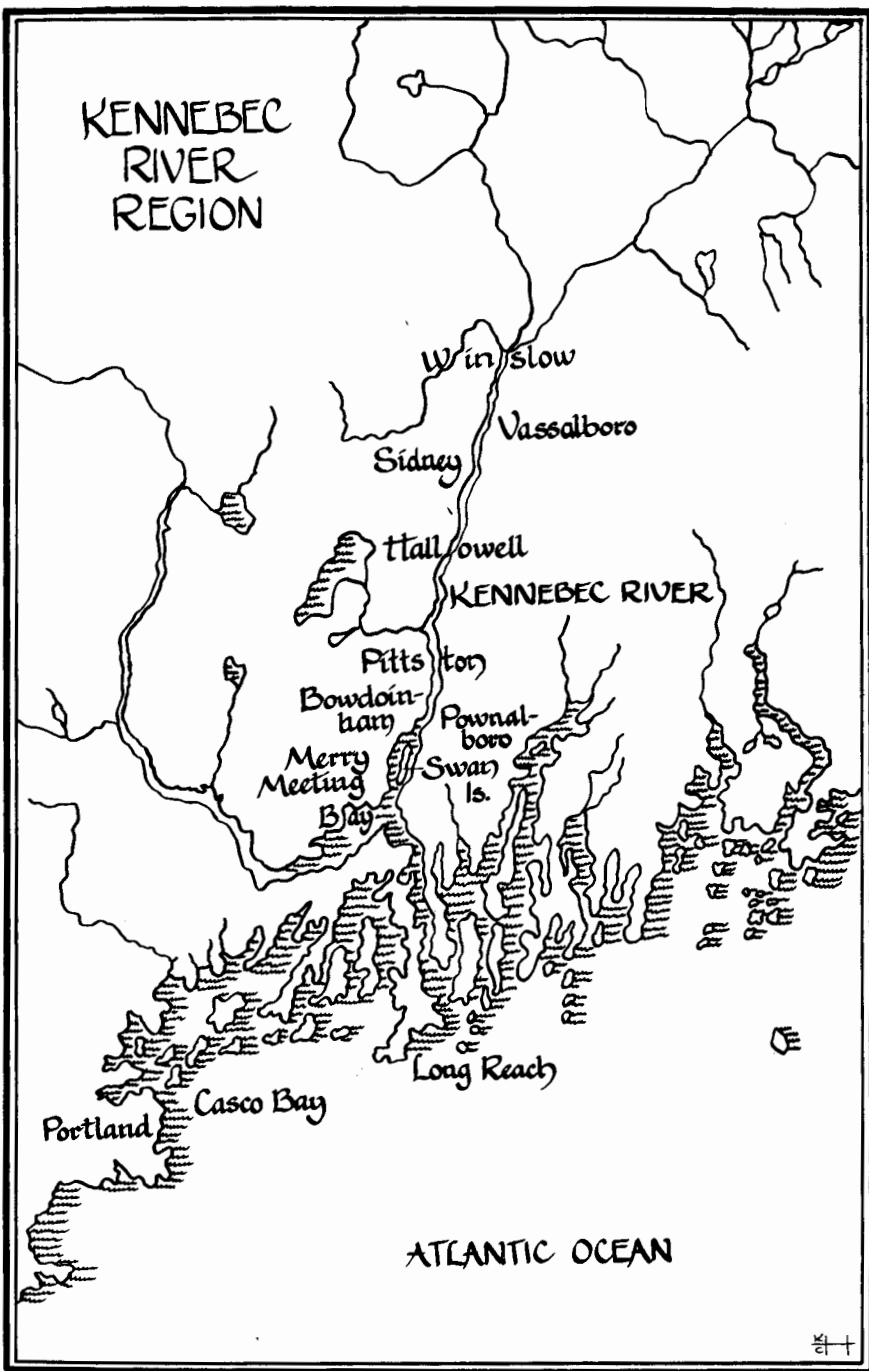 KENNEBEC
RIVER
REGION
Winslow
Vassalboro
Sidney
Hallowell
KENNEBEC RIVER
Pittston
Bowdoin-
ham
Pownal-
boro
Merry
Meeting
Bay
Swan
Is.
Long Reach
Casco Bay
Portland
ATLANTIC OCEAN